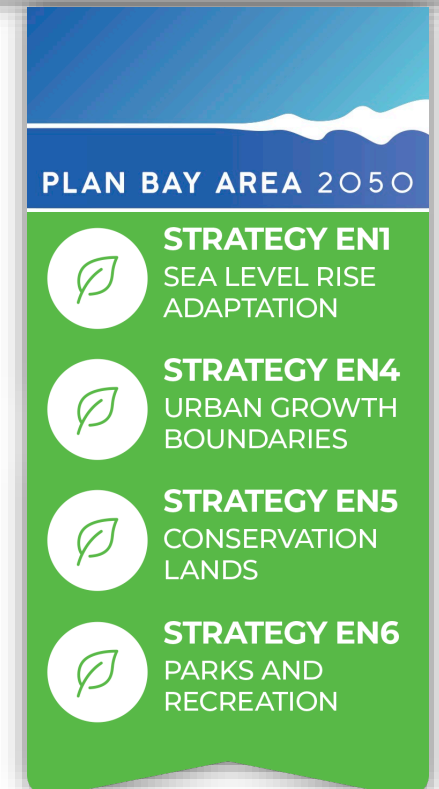 PLAN BAY AREA 2050
STRATEGY EN1
SEA LEVEL RISE
ADAPTATION
STRATEGY EN4
URBAN GROWTH
BOUNDARIES
STRATEGY EN5
CONSERVATION
LANDS
STRATEGY EN6
PARKS AND
RECREATION